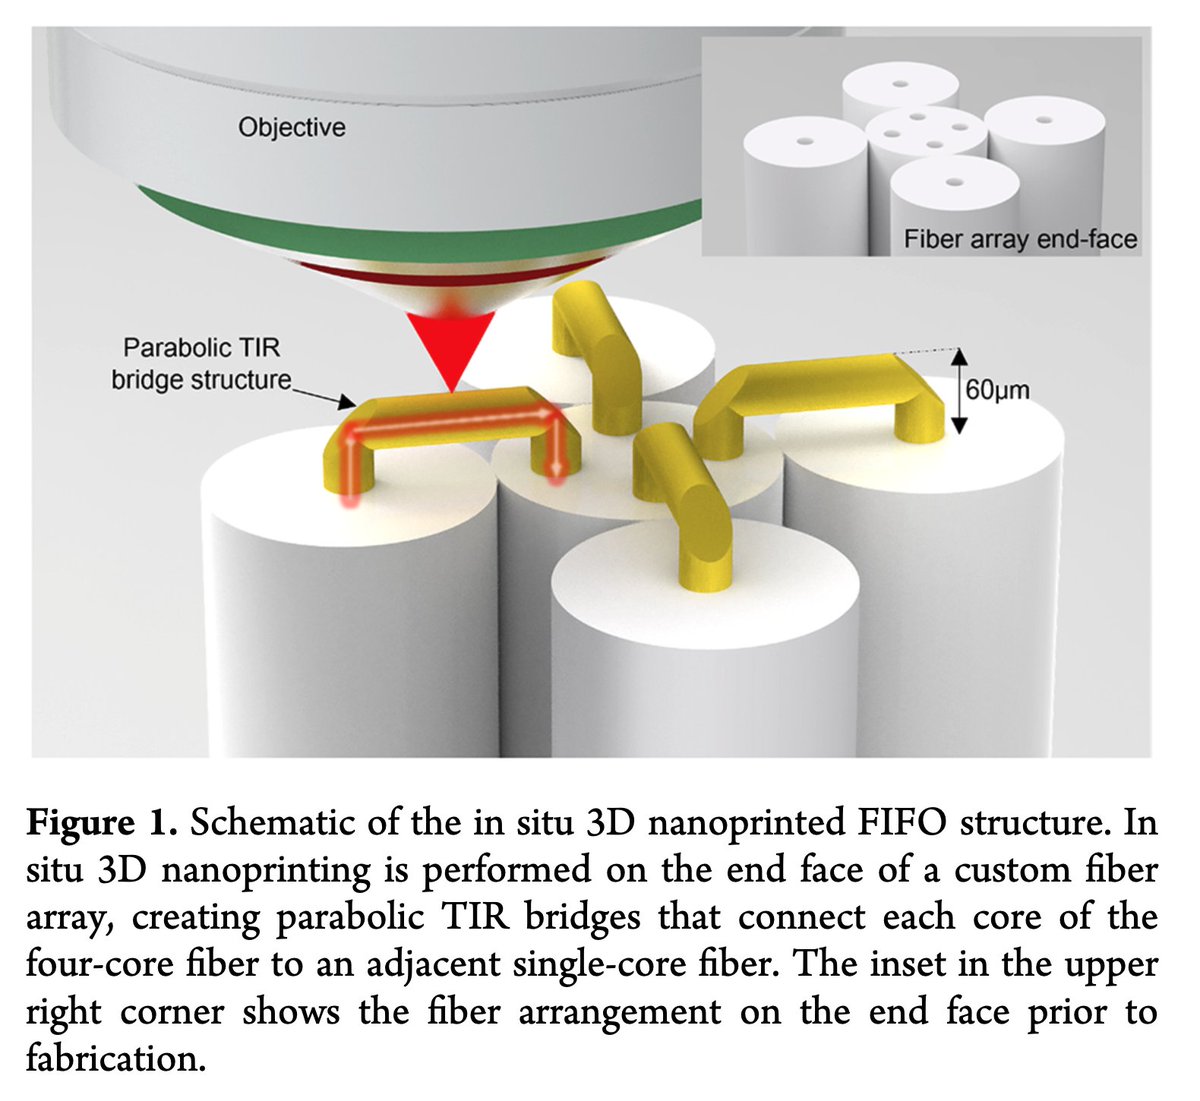 Objective
Fiber array end-face
Parabolic TIR
bridge structure
60μm
Figure 1. Schematic of the in situ 3D nanoprinted FIFO structure. In
situ 3D nanoprinting is performed on the end face of a custom fiber
array, creating parabolic TIR bridges that connect each core of the
four-core fiber to an adjacent single-core fiber. The inset in the upper
right corner shows the fiber arrangement on the end face prior to
fabrication.